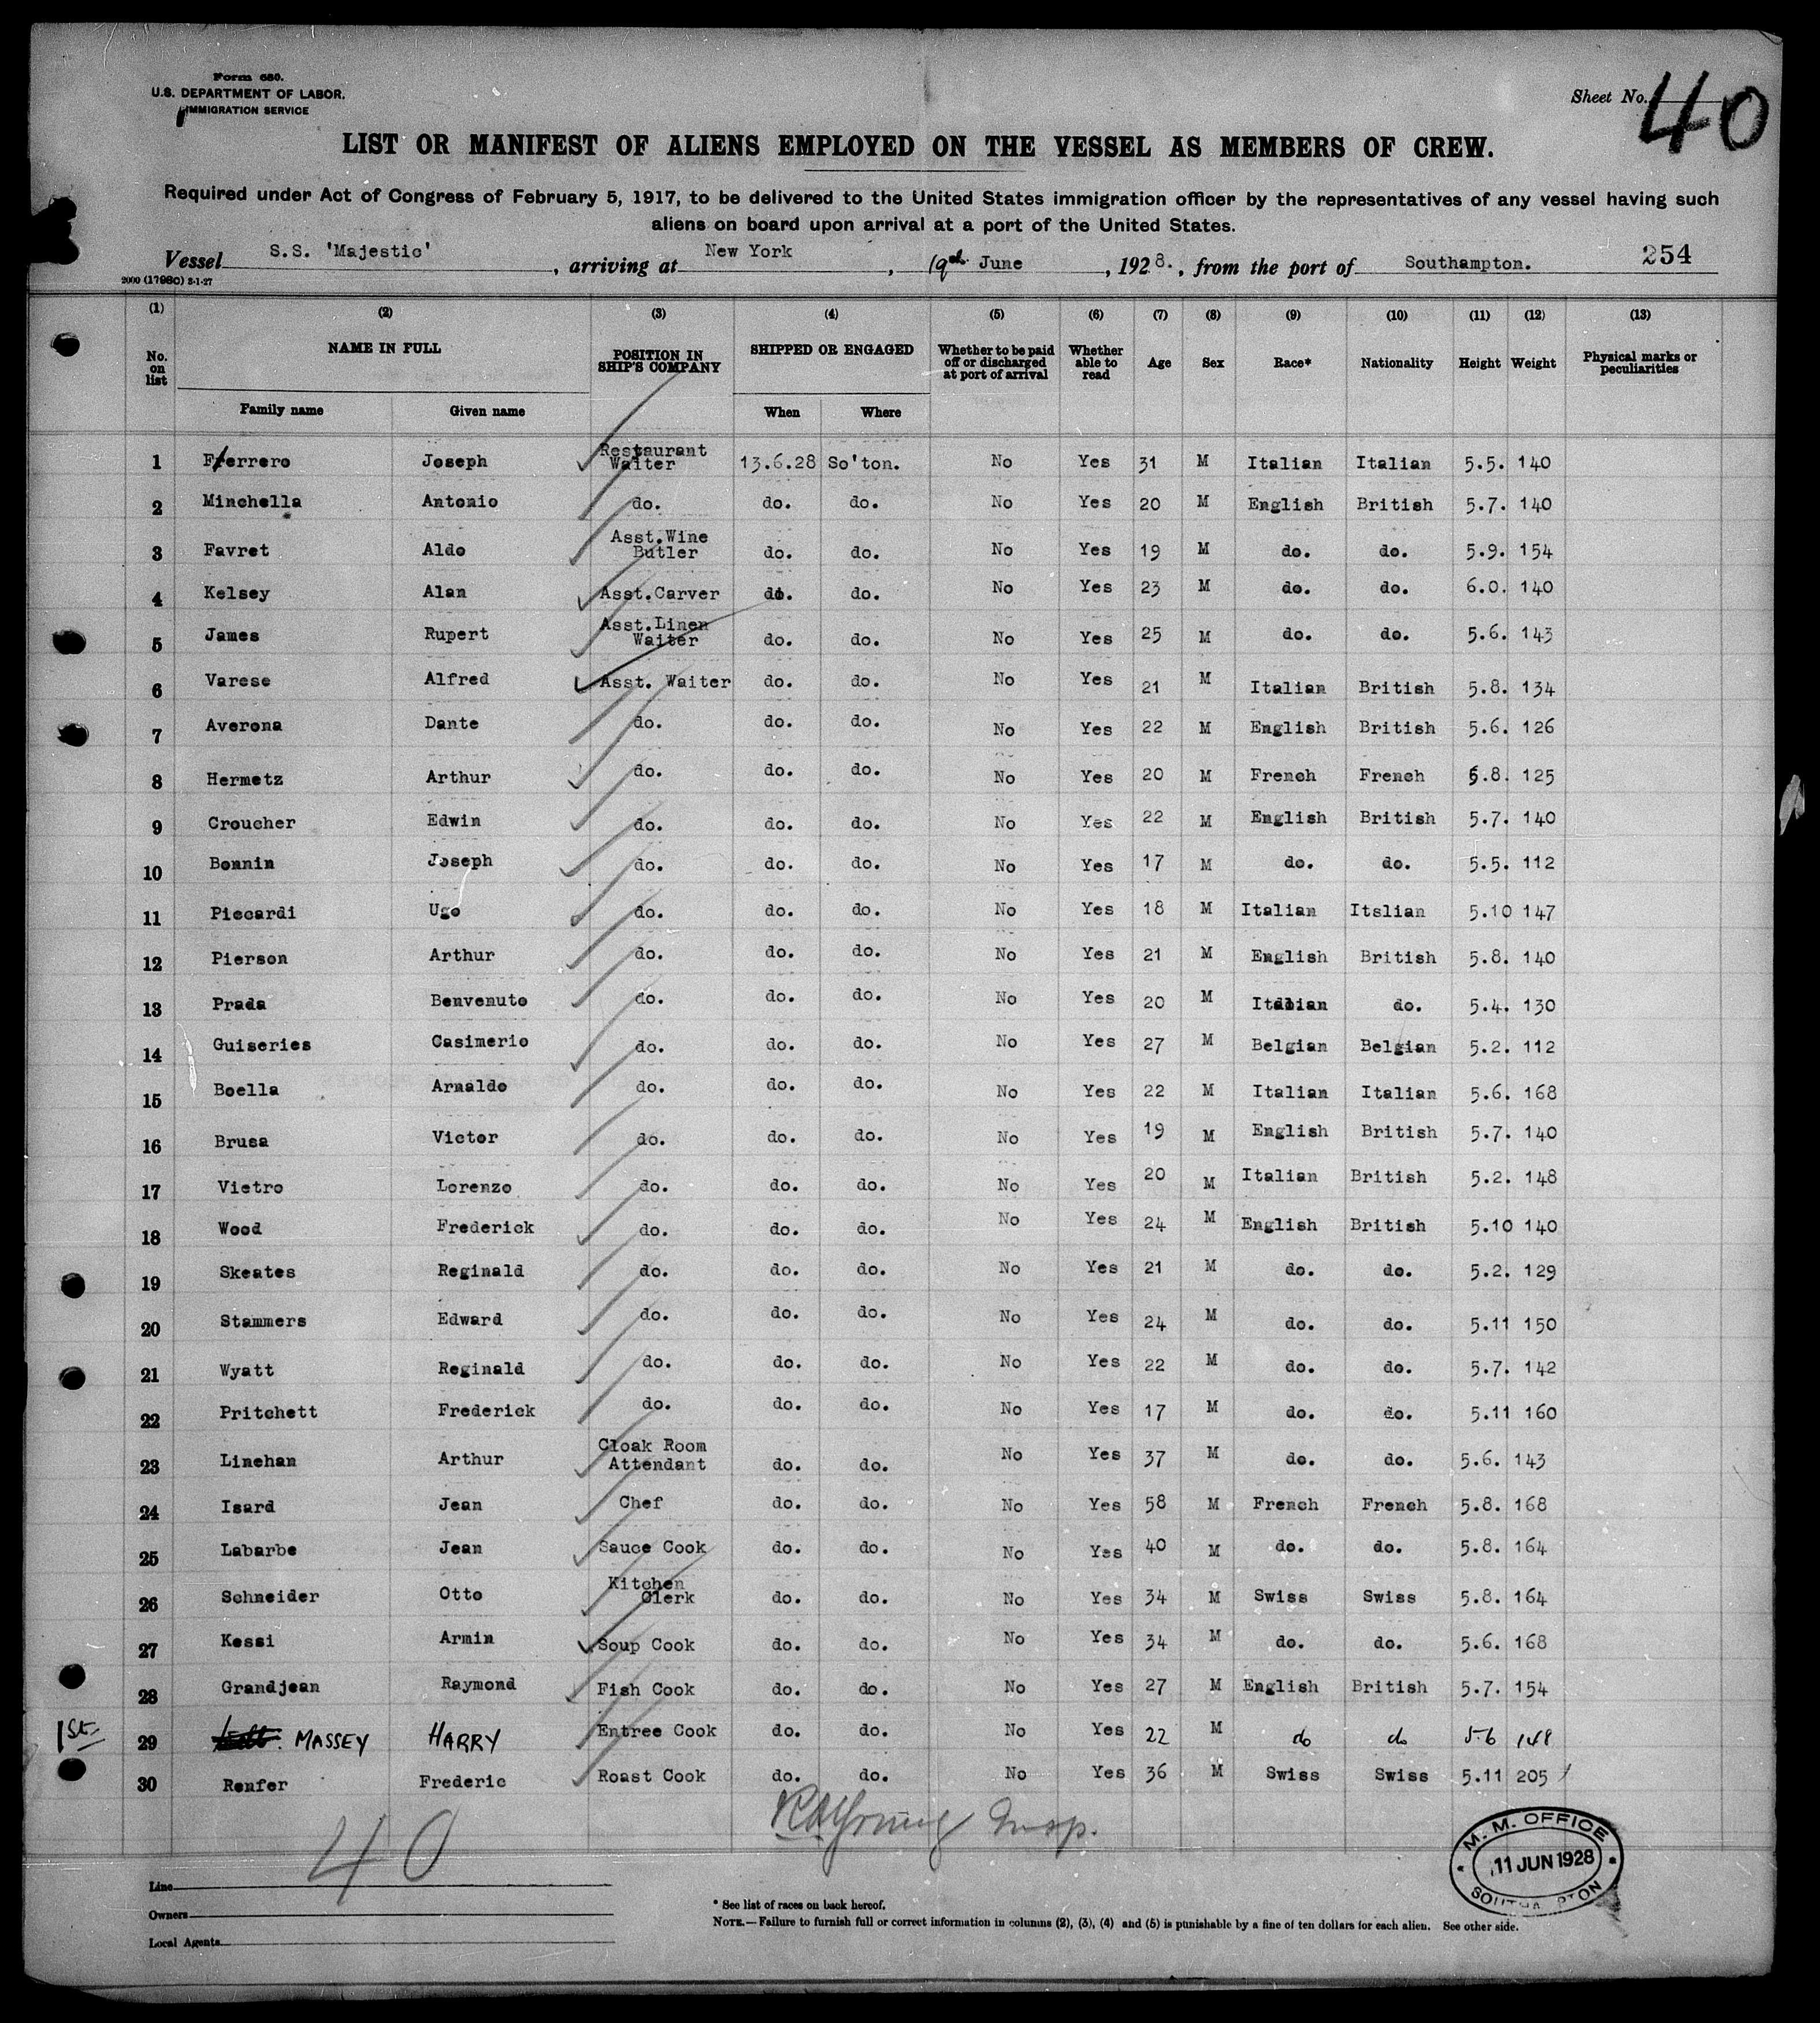 Form 680.
U.S. DEPARTMENT OF LABOR.
IMMIGRATION SERVICE
Sheet No. 40
LIST OR MANIFEST OF ALIENS EMPLOYED ON THE VESSEL AS MEMBERS OF CREW.
Required under Act of Congress of February 5, 1917, to be delivered to the United States immigration officer by the representatives of any vessel having such
aliens on board upon arrival at a port of the United States.
Vessel S.S. 'Majestic', arriving at New York, 19th June, 1928., from the port of Southampton. 254
2000 (17980) 8-1-27
(1) (2) (3) (4) (5) (6) (7) (8) (9) (10) (11) (12) (13)
No. on list NAME IN FULL POSITION IN SHIP'S COMPANY SHIPPED OR ENGAGED Whether to be paid off or discharged at port of arrival Whether able to read Age Sex Race* Nationality Height Weight Physical marks or peculiarities
Family name Given name When Where
1 Ferrero Joseph Restaurant Waiter 13.6.28 So'ton. No Yes 31 M Italian Italian 5.5. 140
2 Minchella Antonio do. do. do. No Yes 20 M English British 5.7. 140
3 Favret Aldo Asst.Wine Butler do. do. No Yes 19 M do. do. 5.9. 154
4 Kelsey Alan Asst.Carver do. do. No Yes 23 M do. do. 6.0. 140
5 James Rupert Asst.Linen Waiter do. do. No Yes 25 M do. do. 5.6. 143
6 Varese Alfred Asst. Waiter do. do. No Yes 21 M Italian British 5.8. 134
7 Averona Dante do. do. do. No Yes 22 M English British 5.6. 126
8 Hermetz Arthur do. do. do. No Yes 20 M French French 5.8. 125
9 Croucher Edwin do. do. do. No Yes 22 M English British 5.7. 140
10 Bonnin Joseph do. do. do. No Yes 17 M do. do. 5.5. 112
11 Piccardi Ugo do. do. do. No Yes 18 M Italian Itslian 5.10 147
12 Pierson Arthur do. do. do. No Yes 21 M English British 5.8. 140
13 Prada Benvenuto do. do. do. No Yes 20 M Italian do. 5.4. 130
14 Guiseries Casimerio do. do. do. No Yes 27 M Belgian Belgian 5.2. 112
15 Boella Arnaldo do. do. do. No Yes 22 M Italian Italian 5.6. 168
16 Brusa Victor do. do. do. No Yes 19 M English British 5.7. 140
17 Vietro Lorenzo do. do. do. No Yes 20 M Italian British 5.2. 148
18 Wood Frederick do. do. do. No Yes 24 M English British 5.10 140
19 Skeates Reginald do. do. do. No Yes 21 M do. do. 5.2. 129
20 Stammers Edward do. do. do. No Yes 24 M do. do. 5.11 150
21 Wyatt Reginald do. do. do. No Yes 22 M do. do. 5.7. 142
22 Pritchett Frederick do. do. do. No Yes 17 M do. do. 5.11 160
23 Linehan Arthur Cloak Room Attendant do. do. No Yes 37 M do. do. 5.6. 143
24 Isard Jean Chef do. do. No Yes 58 M French French 5.8. 168
25 Labarbe Jean Sauce Cook do. do. No Yes 40 M do. do. 5.8. 164
26 Schneider Otto Kitchen Clerk do. do. No Yes 34 M Swiss Swiss 5.8. 164
27 Kessi Armin Soup Cook do. do. No Yes 34 M do. do. 5.6. 168
28 Grandjean Raymond Fish Cook do. do. No Yes 27 M English British 5.7. 154
1st 29 MASSEY HARRY Entree Cook do. do. No Yes 22 M do do 5.6 148
30 Renfer Frederic Roast Cook do. do. No Yes 36 M Swiss Swiss 5.11 205
Young Insp.
40
M. M. OFFICE
11 JUN 1928
Line
Owners
Local Agents
* See list of races on back hereof.
NOTE.—Failure to furnish full or correct information in columns (2), (3), (4) and (5) is punishable by a fine of ten dollars for each alien. See other side.